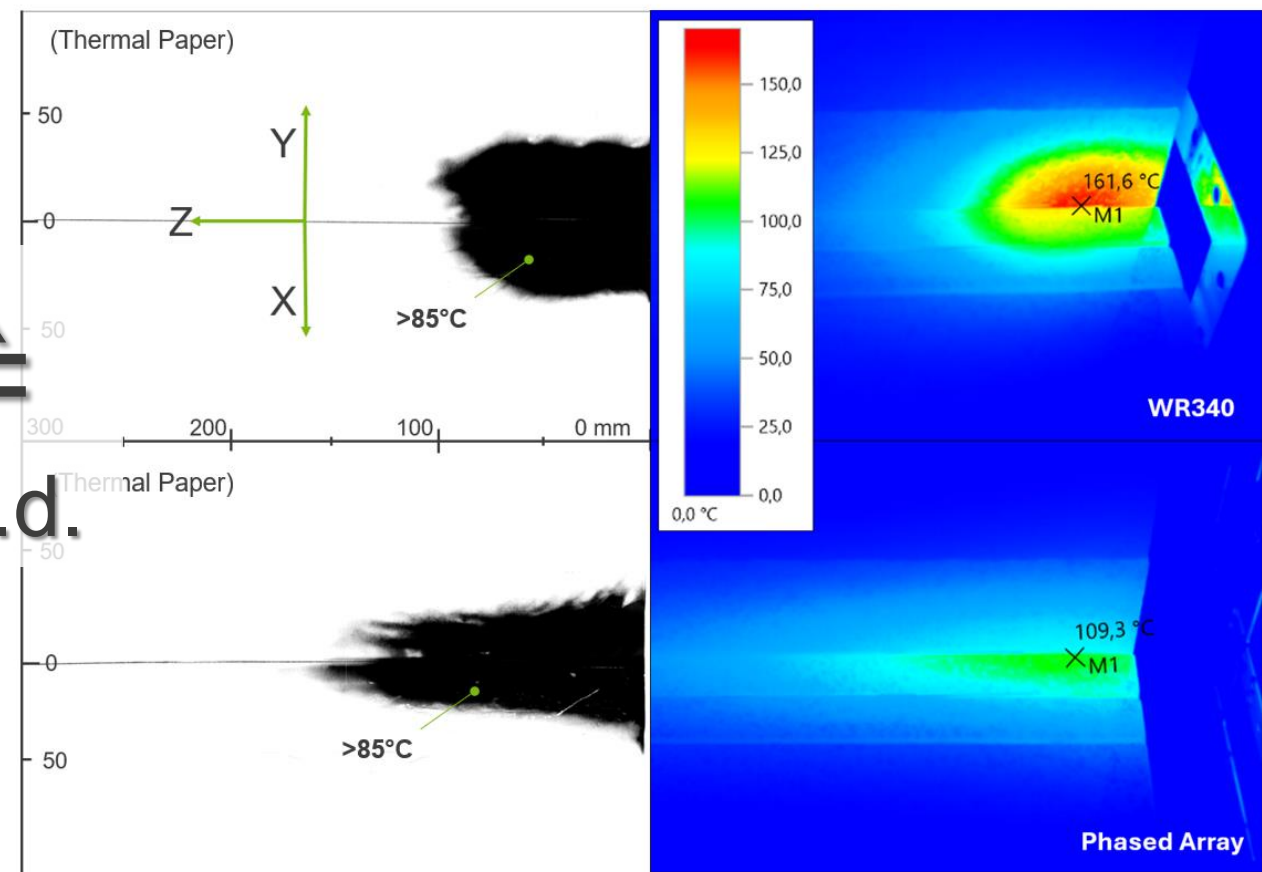 (Thermal Paper)
50
Y
0
Z
X
>85°C
50
300
200
100
0 mm
(Thermal Paper)
.d.
50
0
>85°C
50
150,0
125,0
100,0
75,0
50,0
25,0
0,0
0,0 °C
161,6 °C
M1
WR340
109,3 °C
M1
Phased Array